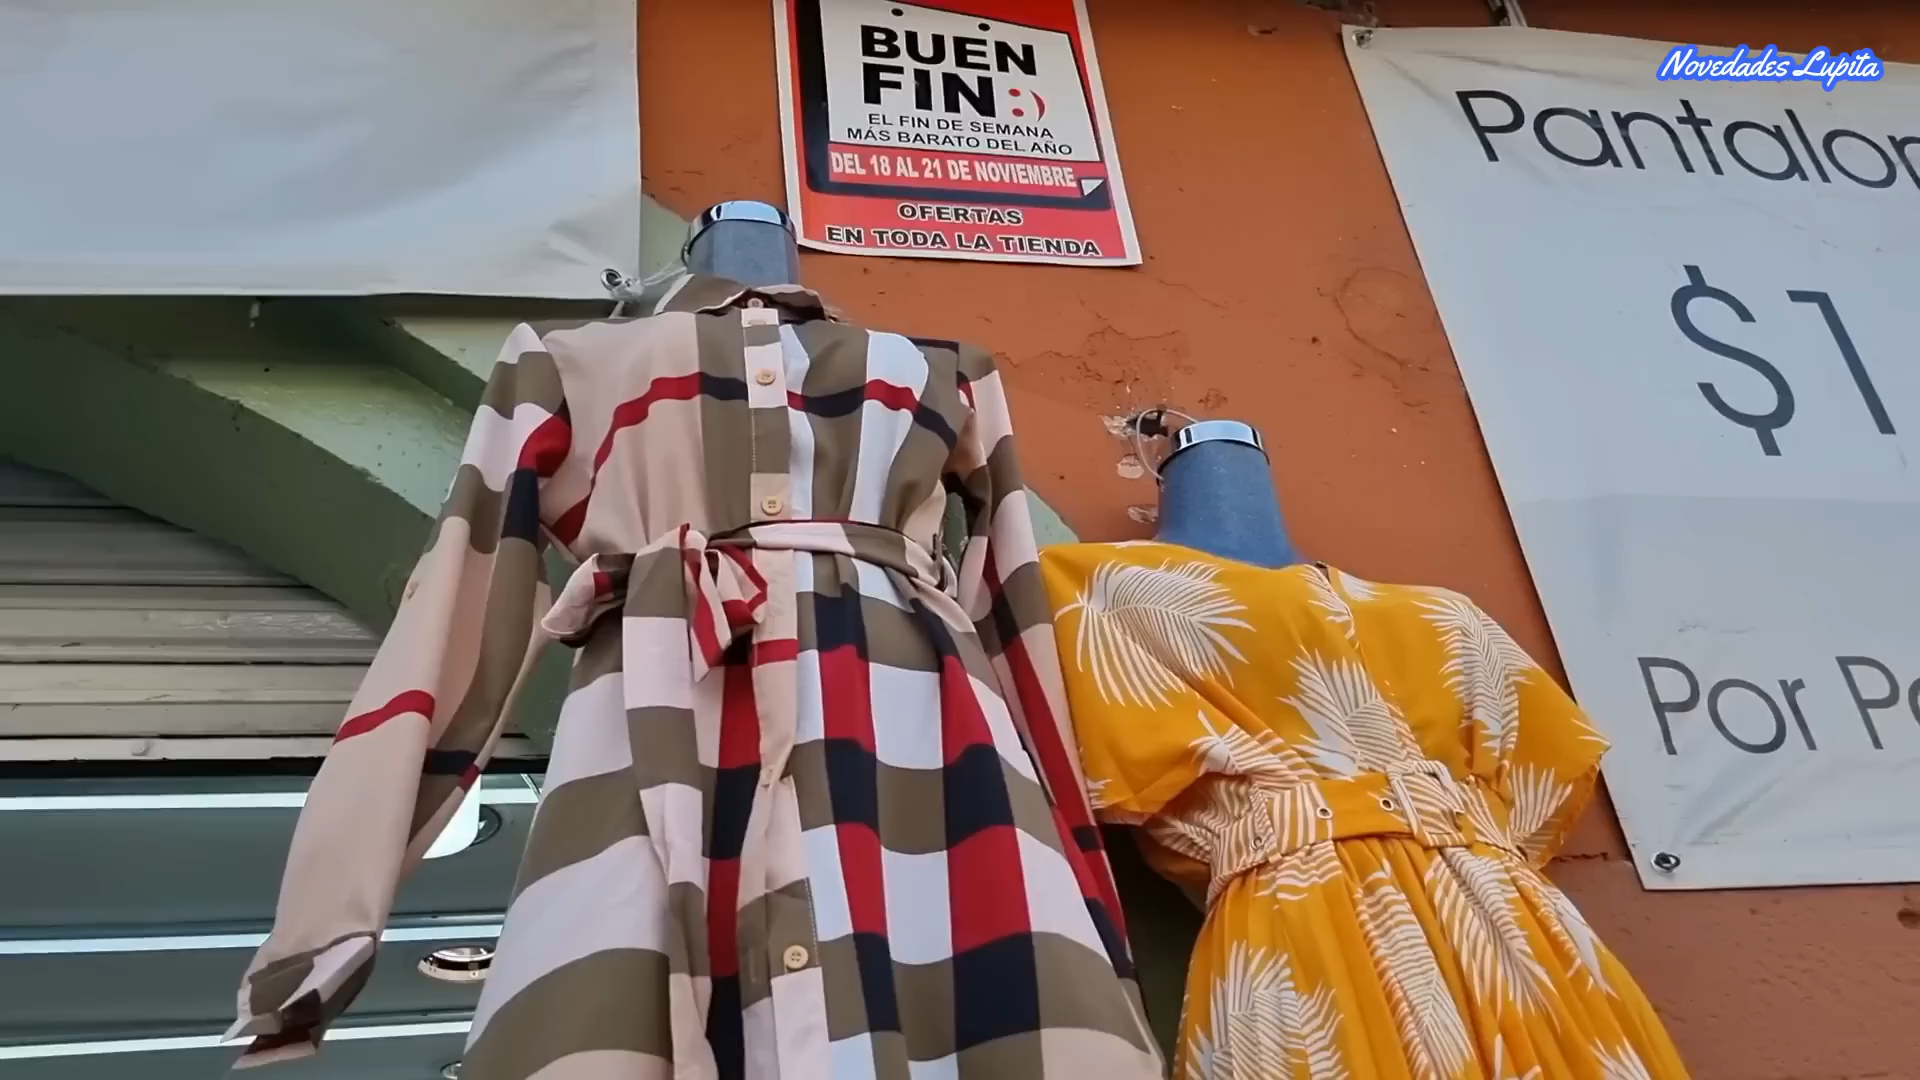 BUEN
FIN:)
EL FIN DE SEMANA
MÁS BARATO DEL AÑO
DEL 18 AL 21 DE NOVIEMBRE
OFERTAS
EN TODA LA TIENDA
Novedades Lupita
Pantalon
$1
Por